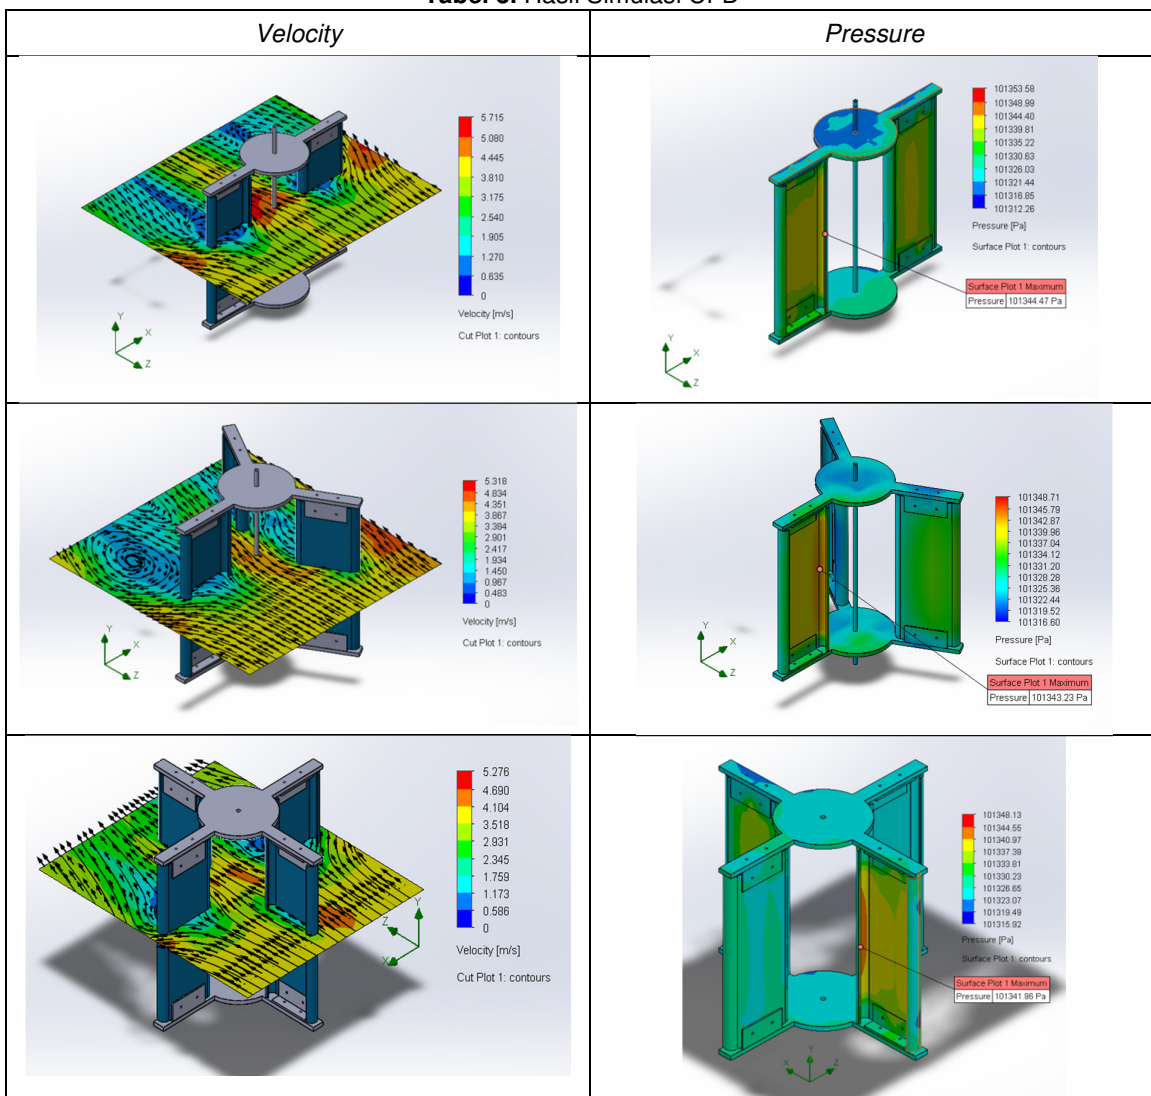 Tabel 3. Hasil Simulasi CFD
Velocity
Pressure
5.715
5.080
4.445
3.810
3.175
2.540
1.905
1.270
0.635
0
Velocity [m/s]
Cut Plot 1: contours
Y
X
Z
101353.58
101348.99
101344.40
101339.81
101335.22
101330.63
101326.03
101321.44
101316.85
101312.26
Pressure [Pa]
Surface Plot 1: contours
Surface Plot 1 Maximum
Pressure 101344.47 Pa
Y
X
Z
5.318
4.834
4.351
3.867
3.384
2.901
2.417
1.934
1.450
0.967
0.483
0
Velocity [m/s]
Cut Plot 1: contours
Y
X
Z
101348.71
101345.79
101342.87
101339.96
101337.04
101334.12
101331.20
101328.28
101325.36
101322.44
101319.52
101316.60
Pressure [Pa]
Surface Plot 1: contours
Surface Plot 1 Maximum
Pressure 101343.23 Pa
Y
X
Z
5.276
4.690
4.104
3.518
2.931
2.345
1.759
1.173
0.586
0
Velocity [m/s]
Cut Plot 1: contours
Y
Z
X
101348.13
101344.55
101340.97
101337.39
101333.81
101330.23
101326.65
101323.07
101319.49
101315.92
Pressure [Pa]
Surface Plot 1: contours
Surface Plot 1 Maximum
Pressure 101341.96 Pa
Y
X
Z